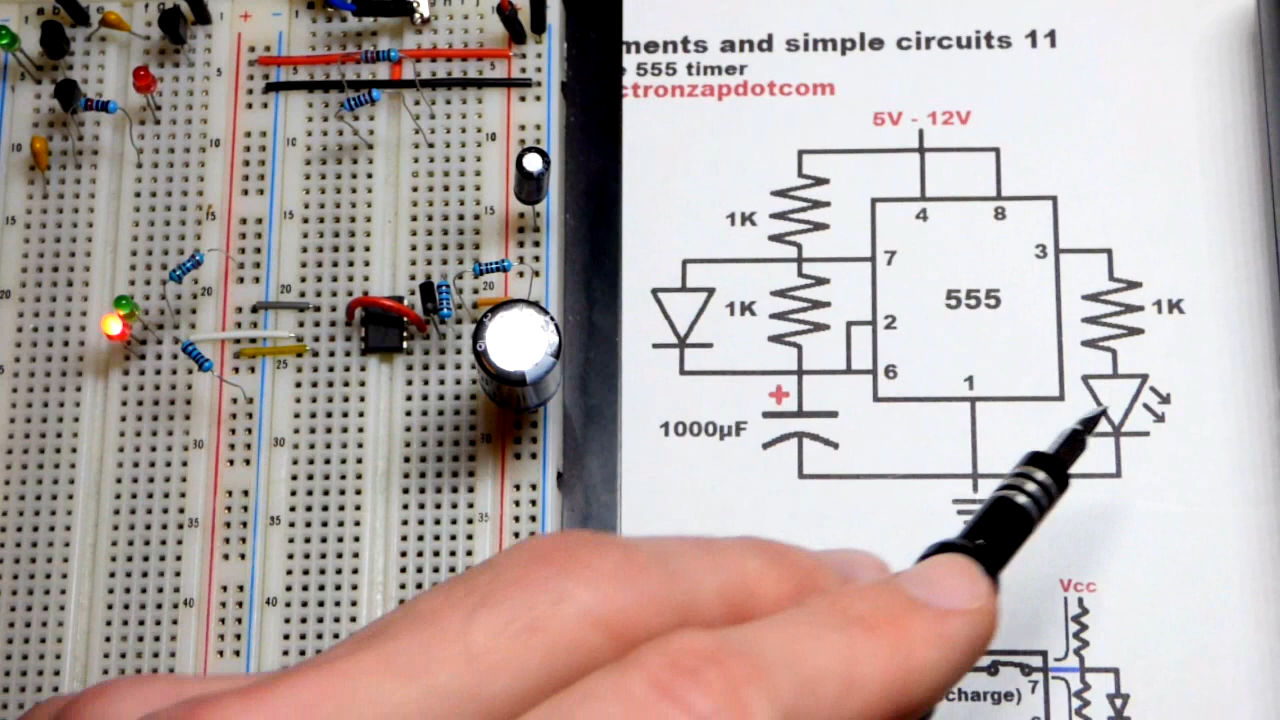 ments and simple circuits 11
555 timer
ctronzapdotcom
5V - 12V
4 8
1K
7
3
1K
555
1K
2
6
1
+
1000µF
Vcc
charge)
7